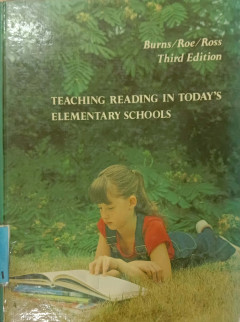 Burns/Roe/Ross
Third Edition
TEACHING READING IN TODAY'S
ELEMENTARY SCHOOLS